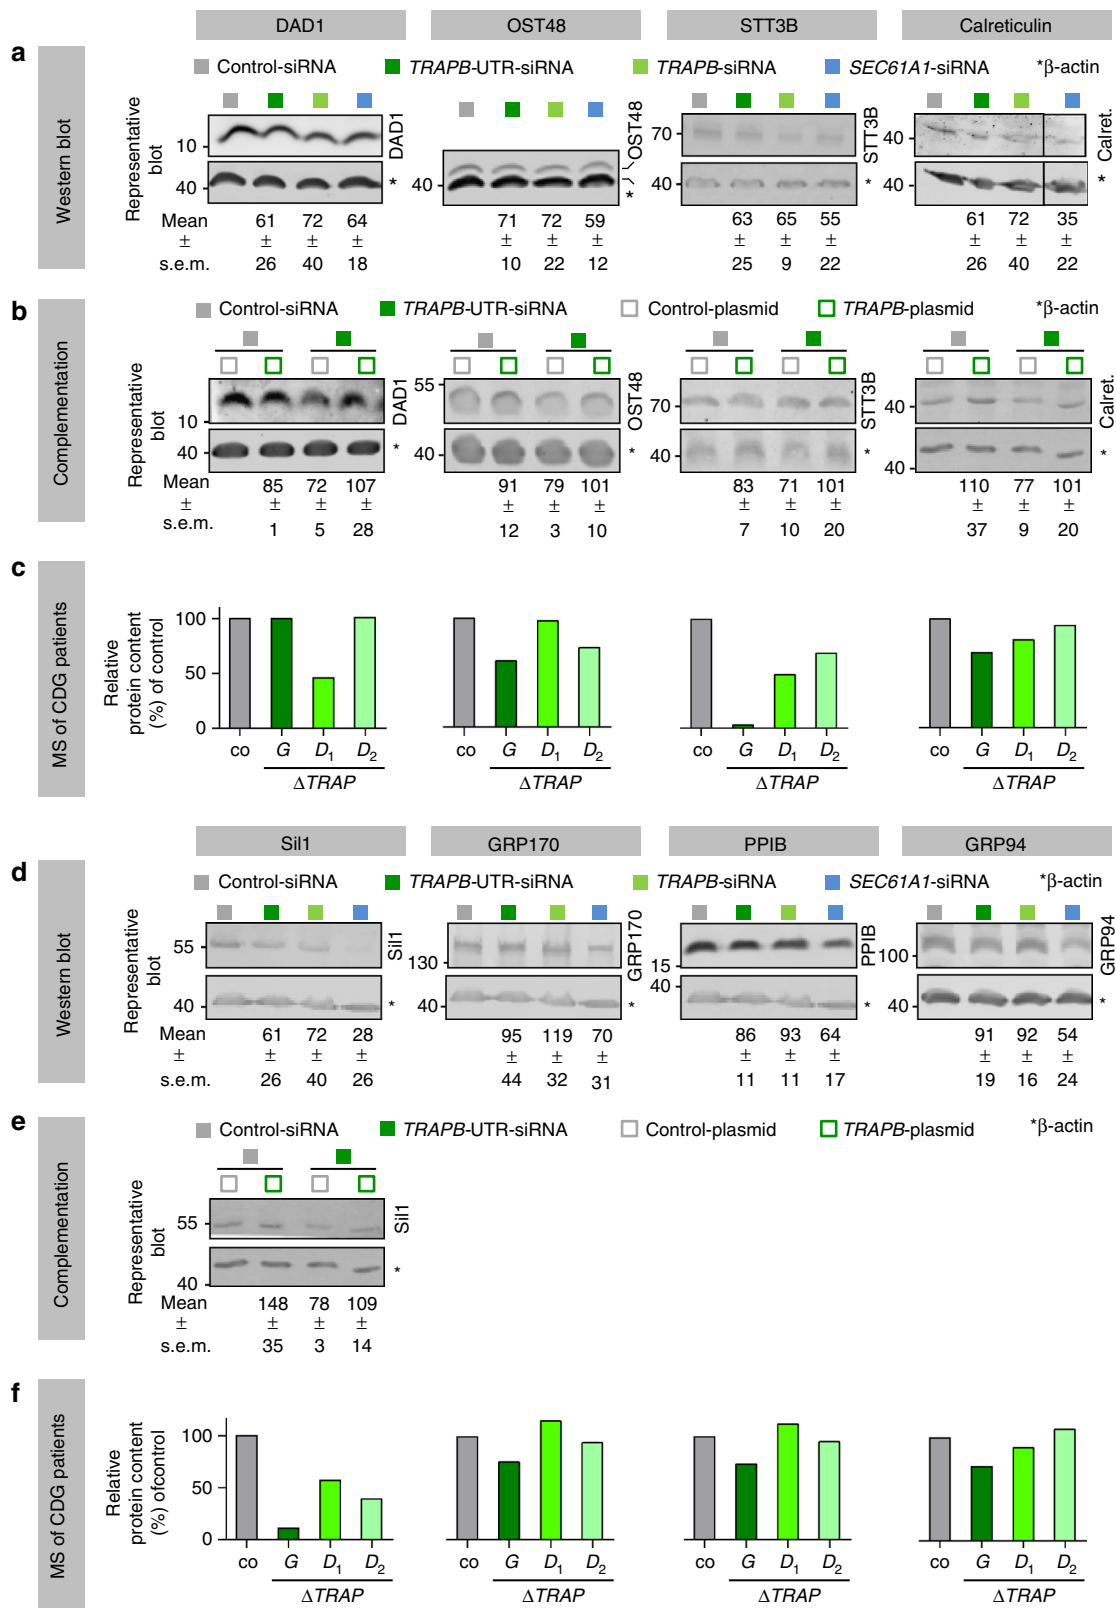 DAD1 OST48 STT3B Calreticulin
a
Western blot
Control-siRNA TRAPB-UTR-siRNA TRAPB-siRNA SEC61A1-siRNA *β-actin
Representative blot
10 DAD1 OST48 70 STT3B 40 Calret.
40 * 40 * 40 * 40 *
Mean 61 72 64 71 72 59 63 65 55 61 72 35
± ± ± ± ± ± ± ± ± ± ± ± ±
s.e.m. 26 40 18 10 22 12 25 9 22 26 40 22
b
Complementation
Control-siRNA TRAPB-UTR-siRNA Control-plasmid TRAPB-plasmid *β-actin
Representative blot
10 DAD1 55 OST48 70 STT3B 40 Calret.
40 * 40 * 40 * 40 *
Mean 85 72 107 91 79 101 83 71 101 110 77 101
± ± ± ± ± ± ± ± ± ± ± ± ±
s.e.m. 1 5 28 12 3 10 7 10 20 37 9 20
c
MS of CDG patients
Relative protein content (%) of control
100
50
0
co G D1 D2 co G D1 D2 co G D1 D2 co G D1 D2
ΔTRAP ΔTRAP ΔTRAP ΔTRAP
Sil1 GRP170 PPIB GRP94
d
Western blot
Control-siRNA TRAPB-UTR-siRNA TRAPB-siRNA SEC61A1-siRNA *β-actin
Representative blot
55 Sil1 130 GRP170 15 PPIB 100 GRP94
40 * 40 * 40 * 40 *
Mean 61 72 28 95 119 70 86 93 64 91 92 54
± ± ± ± ± ± ± ± ± ± ± ± ±
s.e.m. 26 40 26 44 32 31 11 11 17 19 16 24
e
Complementation
Control-siRNA TRAPB-UTR-siRNA Control-plasmid TRAPB-plasmid *β-actin
Representative blot
55 Sil1
40 *
Mean 148 78 109
± ± ± ±
s.e.m. 35 3 14
f
MS of CDG patients
Relative protein content (%) ofcontrol
100
50
0
co G D1 D2 co G D1 D2 co G D1 D2 co G D1 D2
ΔTRAP ΔTRAP ΔTRAP ΔTRAP